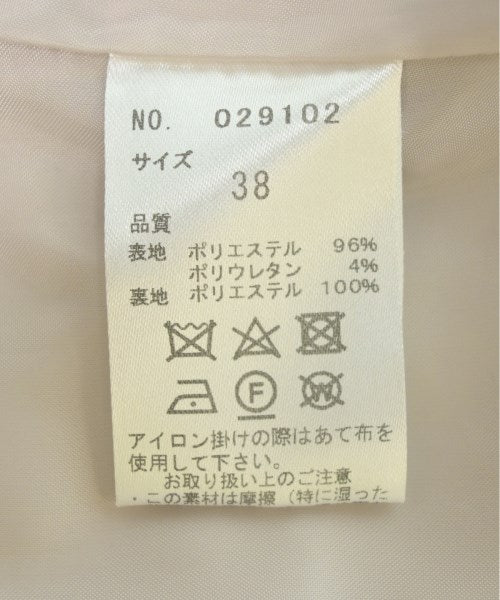 NO. 029102
サイズ
38
品質
表地 ポリエステル 96%
ポリウレタン 4%
裏地 ポリエステル 100%
F W
アイロン掛けの際はあて布を
使用して下さい。
お取り扱い上のご注意
・この素材は摩擦（特に湿った